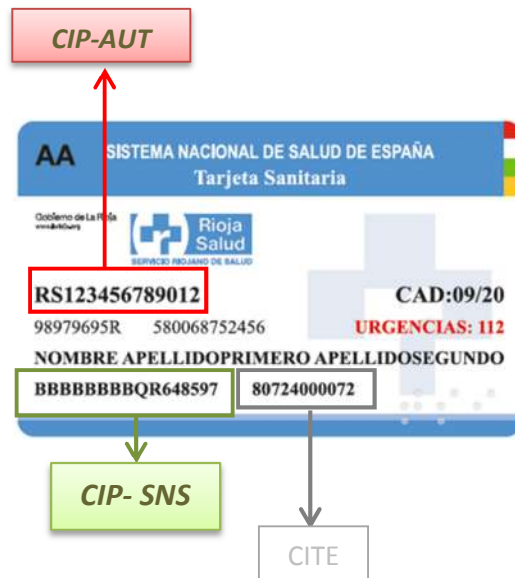 CIP-AUT
AA
SISTEMA NACIONAL DE SALUD DE ESPAÑA
Tarjeta Sanitaria
Gobierno de La Rioja
Rioja
Salud
SERVICIO RIOJANO DE SALUD
RS123456789012 CAD:09/20
98979695R 580068752456 URGENCIAS: 112
NOMBRE APELLIDOPRIMERO APELLIDOSEGUNDO
BBBBBBBBQR648597 80724000072
CIP- SNS
CITE